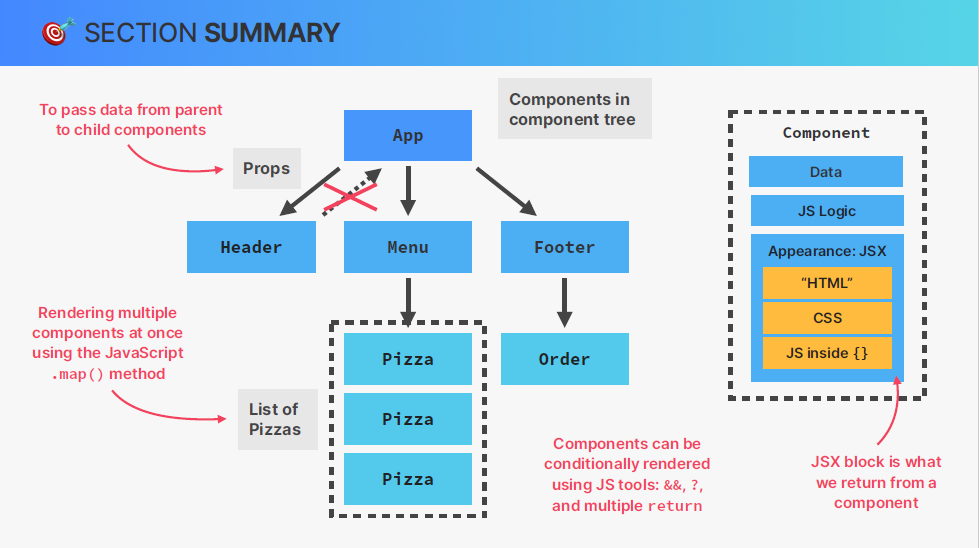 SECTION SUMMARY
To pass data from parent
to child components
Props
App
Components in
component tree
Header
Menu
Footer
Rendering multiple
components at once
using the JavaScript
.map() method
List of
Pizzas
Pizza
Pizza
Pizza
Order
Components can be
conditionally rendered
using JS tools: &&, ?,
and multiple return
Component
Data
JS Logic
Appearance: JSX
“HTML”
CSS
JS inside {}
JSX block is what
we return from a
component